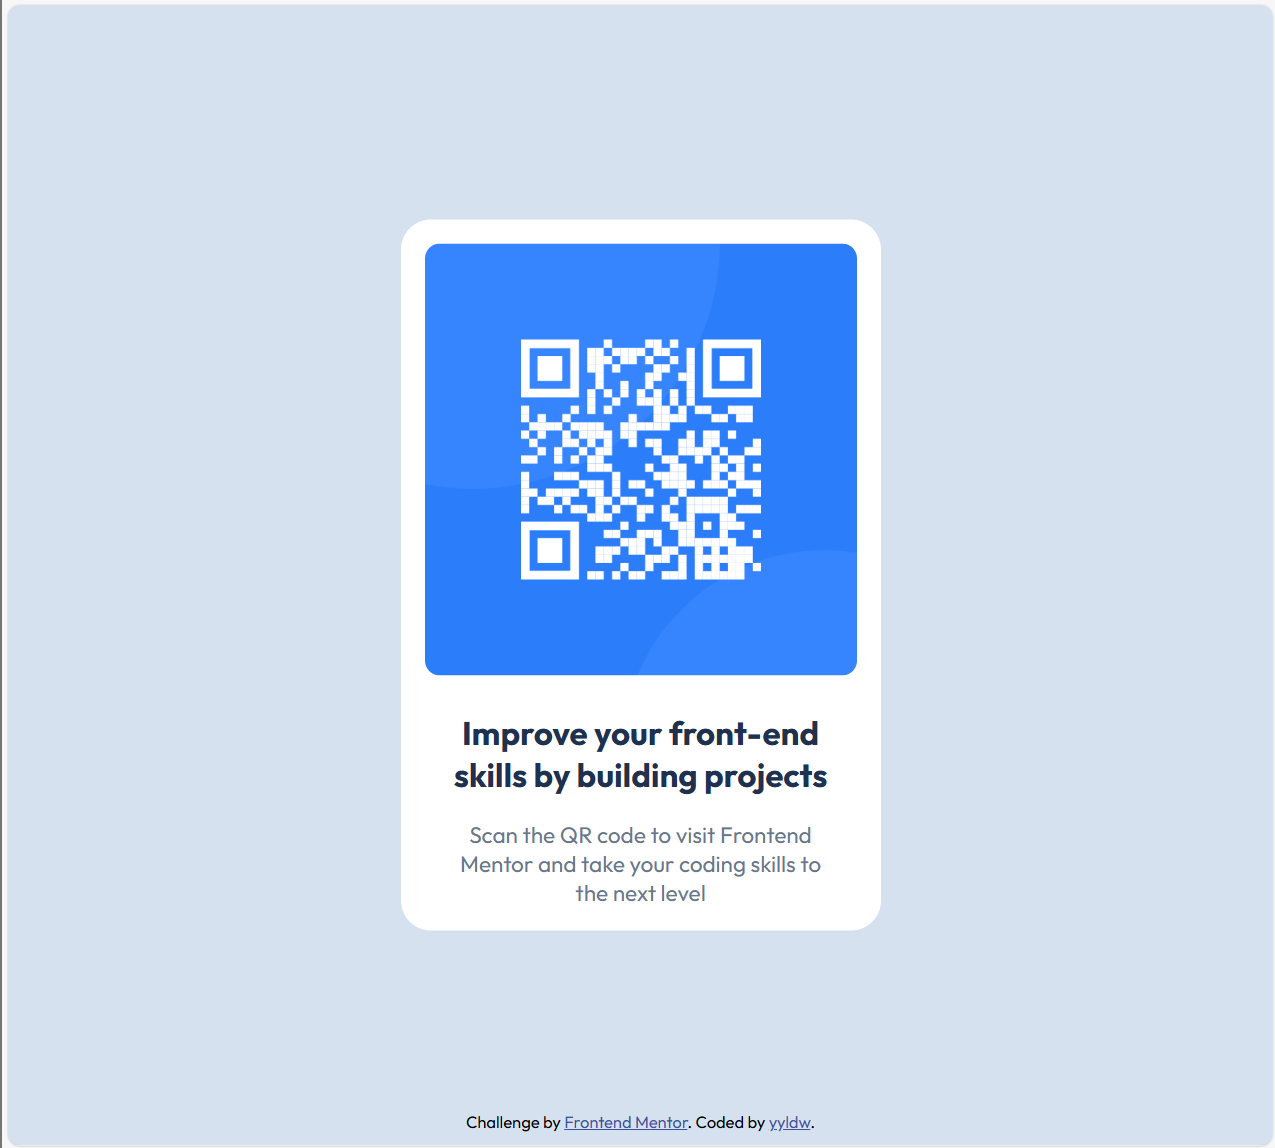 Improve your front-end
skills by building projects
Scan the QR code to visit Frontend
Mentor and take your coding skills to
the next level
Challenge by Frontend Mentor. Coded by yyldw.